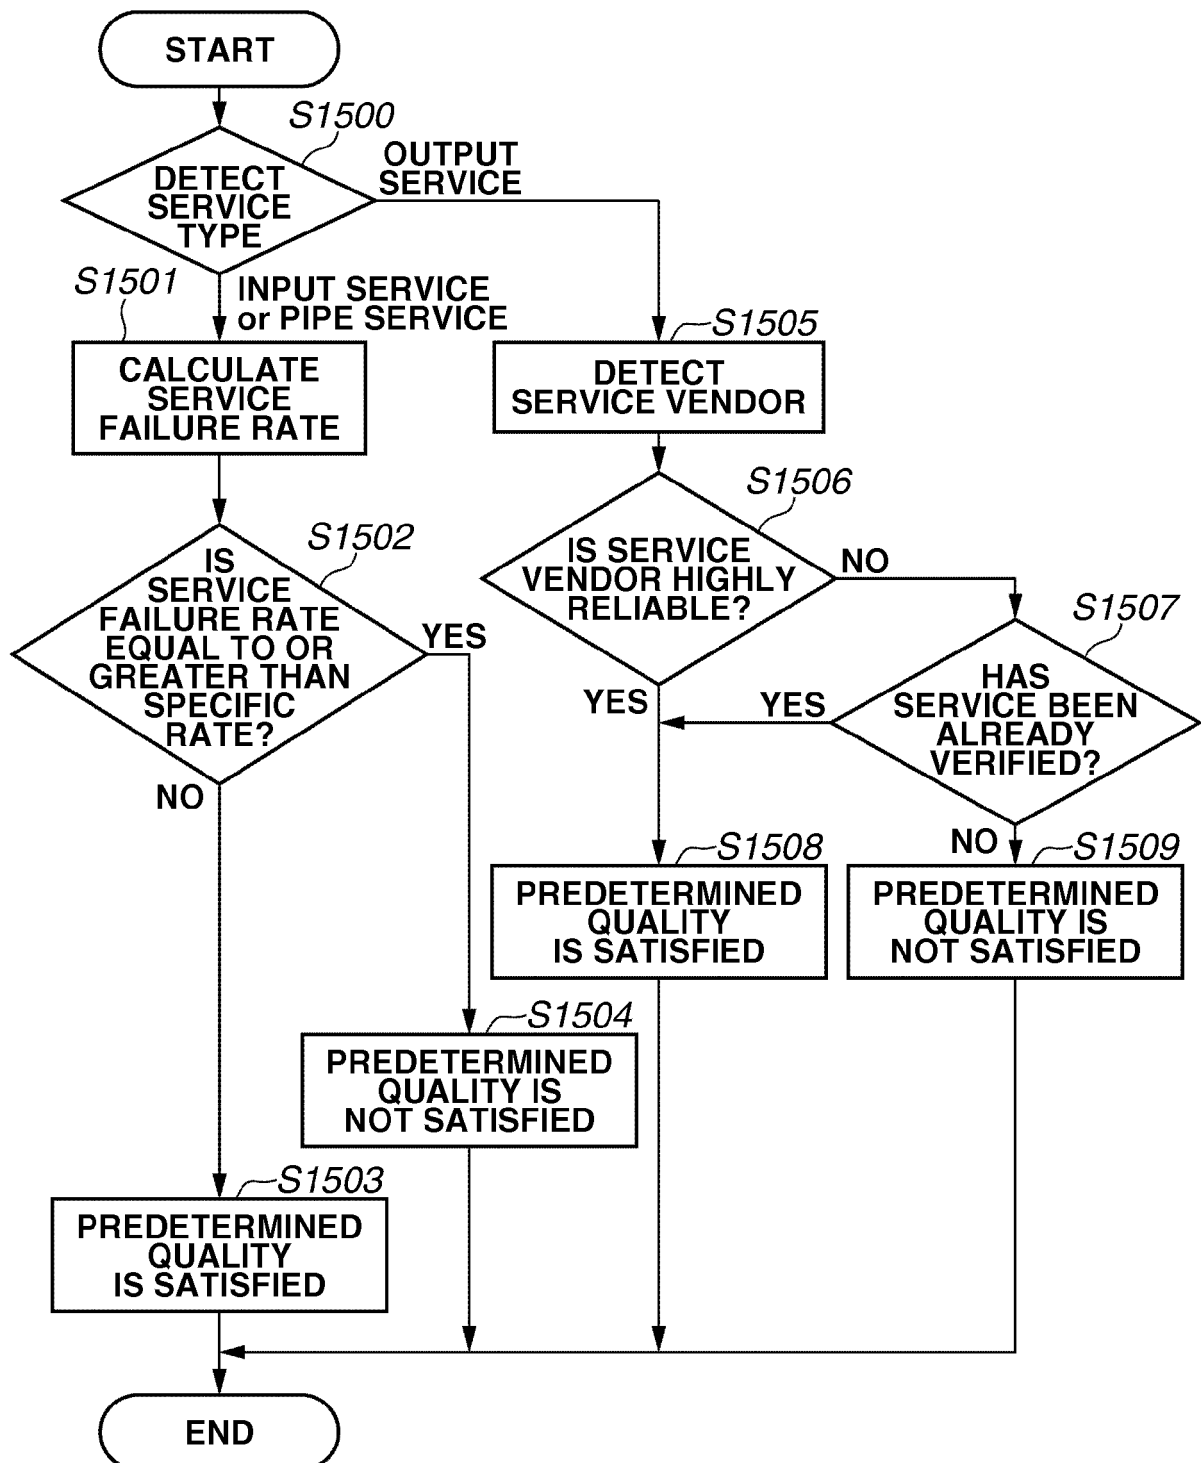 START
S1500
DETECT
SERVICE
TYPE
OUTPUT
SERVICE
S1501
INPUT SERVICE
or PIPE SERVICE
CALCULATE
SERVICE
FAILURE RATE
S1505
DETECT
SERVICE VENDOR
S1502
IS
SERVICE
FAILURE RATE
EQUAL TO OR
GREATER THAN
SPECIFIC
RATE?
YES
NO
S1506
IS SERVICE
VENDOR HIGHLY
RELIABLE?
NO
YES
S1507
HAS
SERVICE BEEN
ALREADY
VERIFIED?
YES
NO
S1508
PREDETERMINED
QUALITY
IS SATISFIED
S1509
PREDETERMINED
QUALITY IS
NOT SATISFIED
S1504
PREDETERMINED
QUALITY IS
NOT SATISFIED
S1503
PREDETERMINED
QUALITY
IS SATISFIED
END